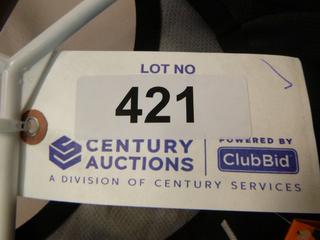 LOT NO
421
CENTURY AUCTIONS
POWERED BY
ClubBid
A DIVISION OF CENTURY SERVICES